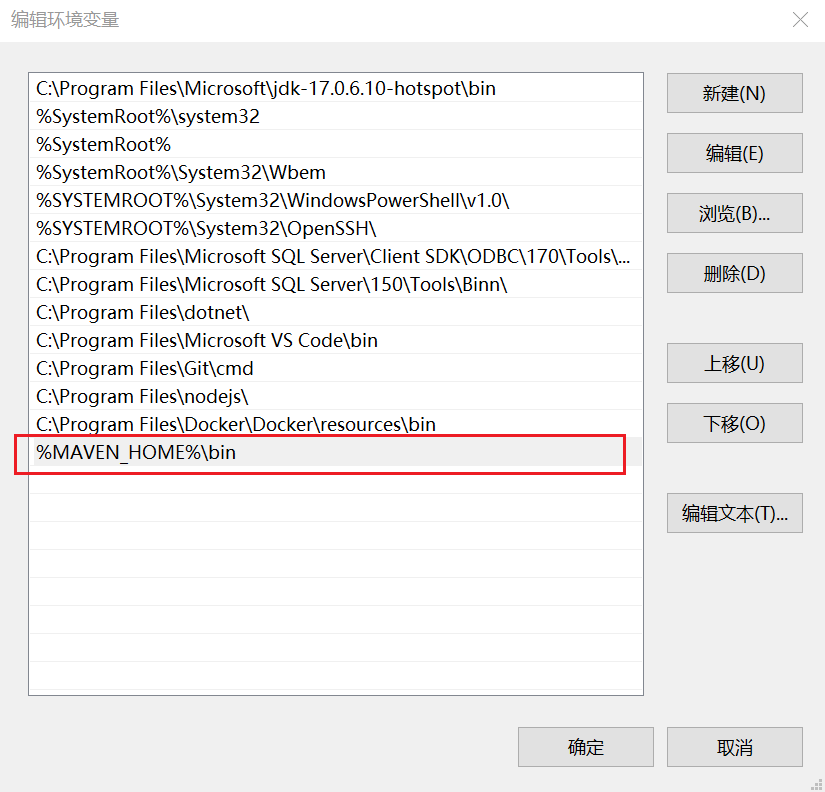 编辑环境变量
C:\Program Files\Microsoft\jdk-17.0.6.10-hotspot\bin
新建(N)
%SystemRoot%\system32
%SystemRoot%
编辑(E)
%SystemRoot%\System32\Wbem
%SYSTEMROOT%\System32\WindowsPowerShell\v1.0\
浏览(B)...
%SYSTEMROOT%\System32\OpenSSH\
C:\Program Files\Microsoft SQL Server\Client SDK\ODBC\170\Tools\...
删除(D)
C:\Program Files\Microsoft SQL Server\150\Tools\Binn\
C:\Program Files\dotnet\
C:\Program Files\Microsoft VS Code\bin
上移(U)
C:\Program Files\Git\cmd
C:\Program Files\nodejs\
C:\Program Files\Docker\Docker\resources\bin
下移(O)
%MAVEN_HOME%\bin
编辑文本(T)...
确定
取消